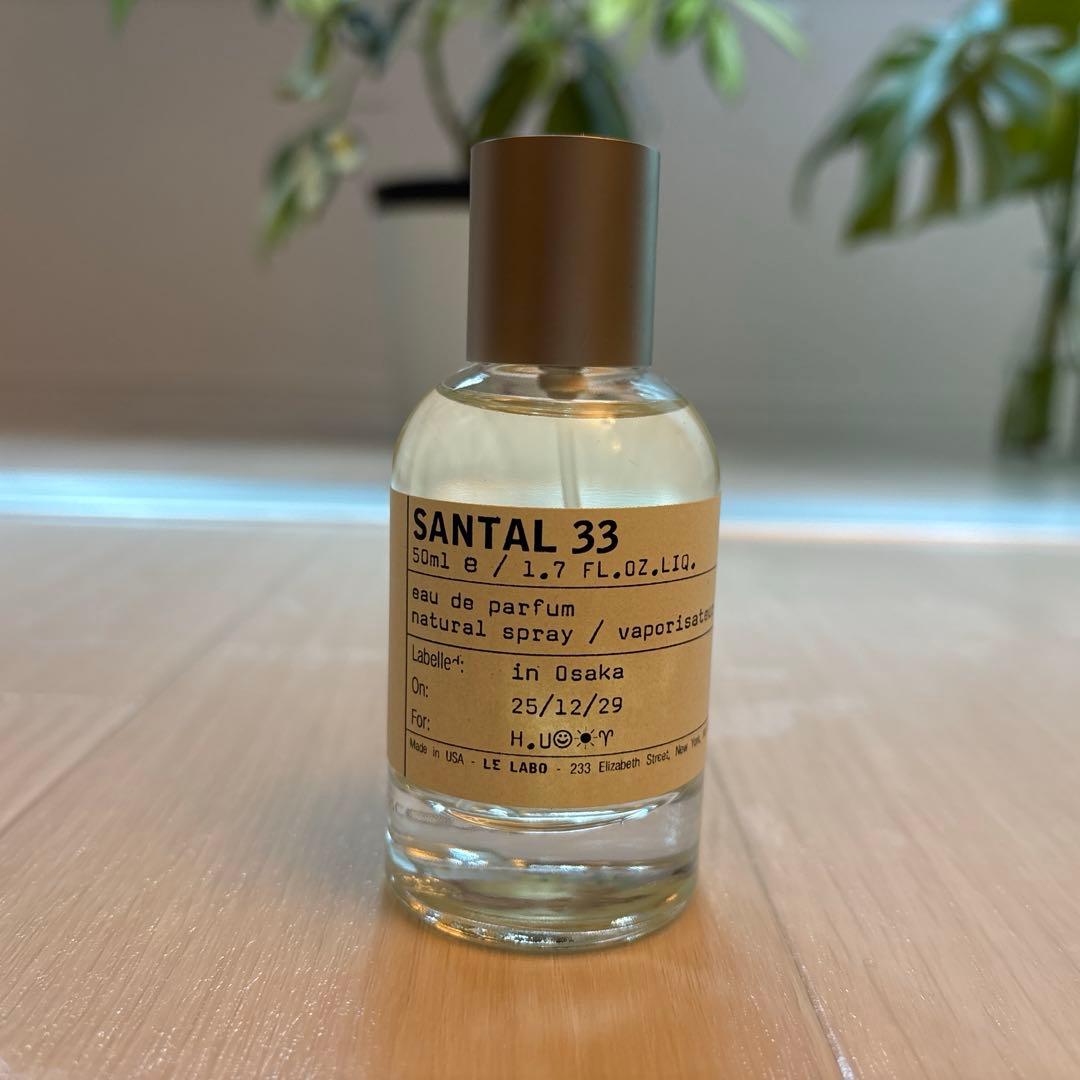 SANTAL 33
50ml e / 1.7 FL.OZ.LIQ.
eau de parfum
natural spray / vaporisateu
Labelled: in Osaka
On: 25/12/29
For: H.U☺☀♈
Made in USA - LE LABO - 233 Elizabeth Street, New York,